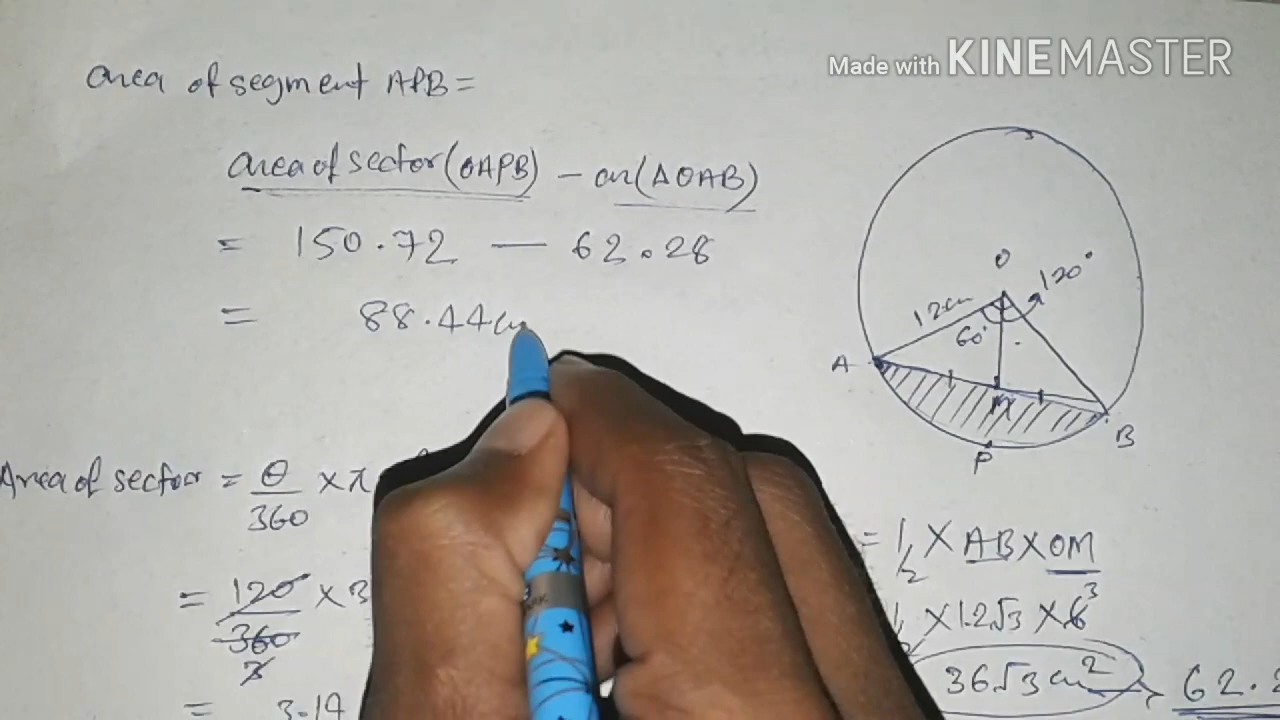 Made with KINEMASTER
area of segment APB =
area of sector (OAPB) – ar(ΔOAB)
= 150.72 — 62.28
= 88.44
O
120°
12cm
60°
A
M
B
P
Area of sector = θ/360 × π
= 120/360 × 3
3.14
= 1/2 × AB × OM
× 12√3 × 6 3
36√3 cm²
62.2